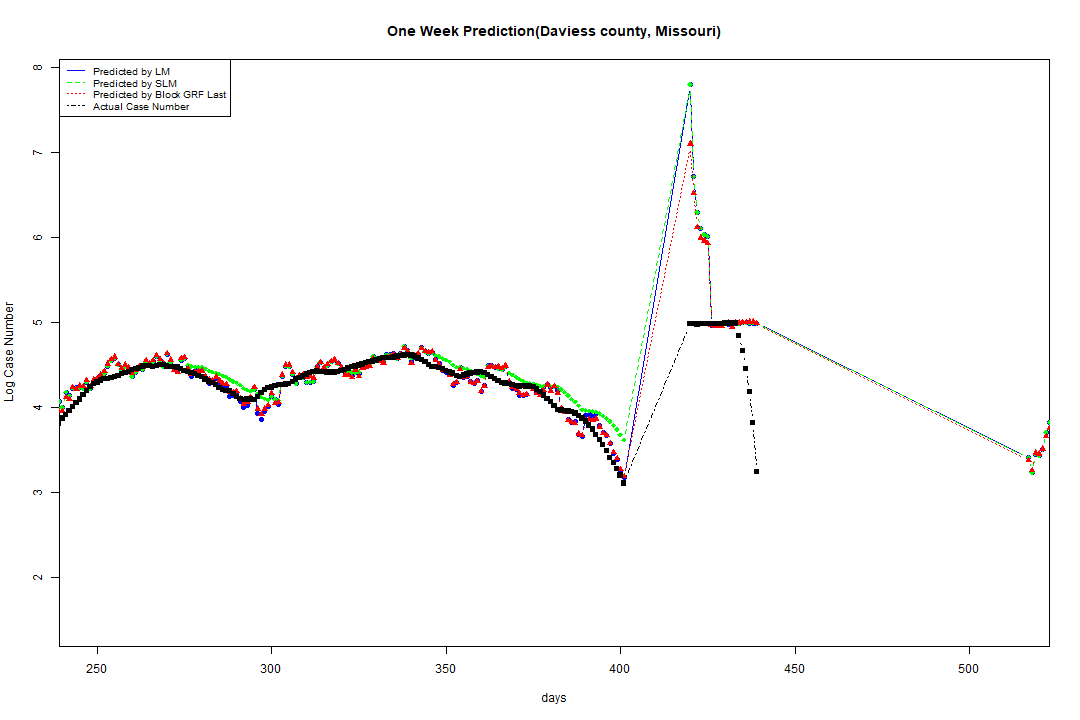 One Week Prediction(Daviess county, Missouri)
Predicted by LM
Predicted by SLM
Predicted by Block GRF Last
Actual Case Number
Log Case Number
8
7
6
5
4
3
2
250 300 350 400 450 500
days